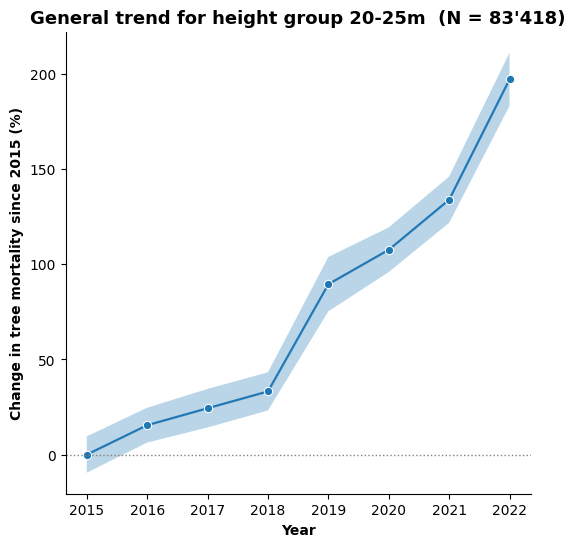 General trend for height group 20-25m  (N = 83'418)
Change in tree mortality since 2015 (%)
200
150
100
50
0
2015 2016 2017 2018 2019 2020 2021 2022
Year